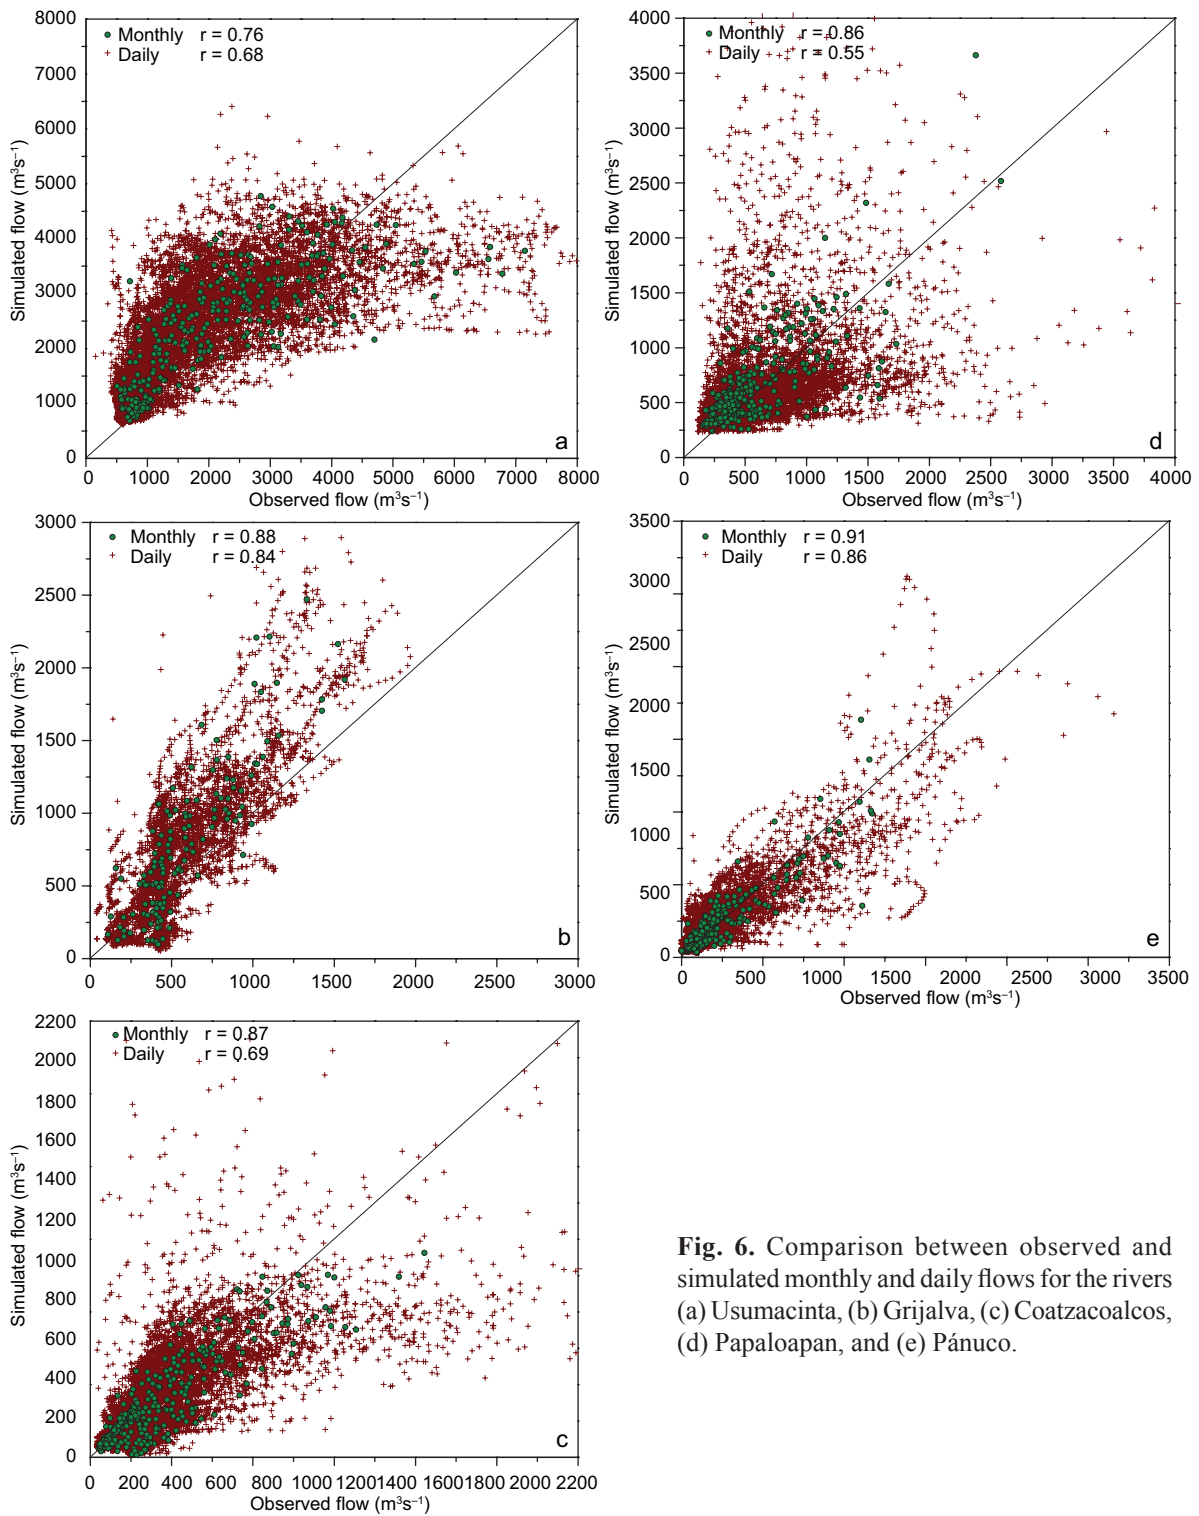 8000
7000
6000
5000
4000
3000
2000
1000
0
Simulated flow (m³s⁻¹)
Monthly r = 0.76
Daily r = 0.68
a
0 1000 2000 3000 4000 5000 6000 7000 8000
Observed flow (m³s⁻¹)
4000
3500
3000
2500
2000
1500
1000
500
0
Simulated flow (m³s⁻¹)
Monthly r = 0.86
Daily r = 0.55
d
0 500 1000 1500 2000 2500 3000 3500 4000
Observed flow (m³s⁻¹)
3000
2500
2000
1500
1000
500
0
Simulated flow (m³s⁻¹)
Monthly r = 0.88
Daily r = 0.84
b
0 500 1000 1500 2000 2500 3000
3500
3000
2500
2000
1500
1000
500
0
Simulated flow (m³s⁻¹)
Monthly r = 0.91
Daily r = 0.86
e
0 500 1000 1500 2000 2500 3000 3500
Observed flow (m³s⁻¹)
2200
2000
1800
1600
1400
1200
1000
800
600
400
200
0
Simulated flow (m³s⁻¹)
Monthly r = 0.87
Daily r = 0.69
c
0 200 400 600 800 1000 1200 1400 1600 1800 2000 2200
Observed flow (m³s⁻¹)
Fig. 6. Comparison between observed and
simulated monthly and daily flows for the rivers
(a) Usumacinta, (b) Grijalva, (c) Coatzacoalcos,
(d) Papaloapan, and (e) Pánuco.